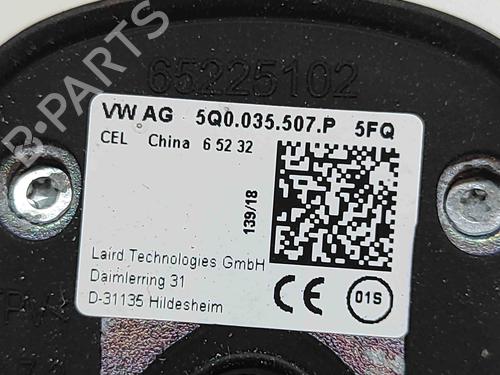 65225102
VW AG 5Q0.035.507.P 5FQ
CEL China 6 52 32
139/18
Laird Technologies GmbH
Daimlerring 31
D-31135 Hildesheim
CE
01S
B-PARTS